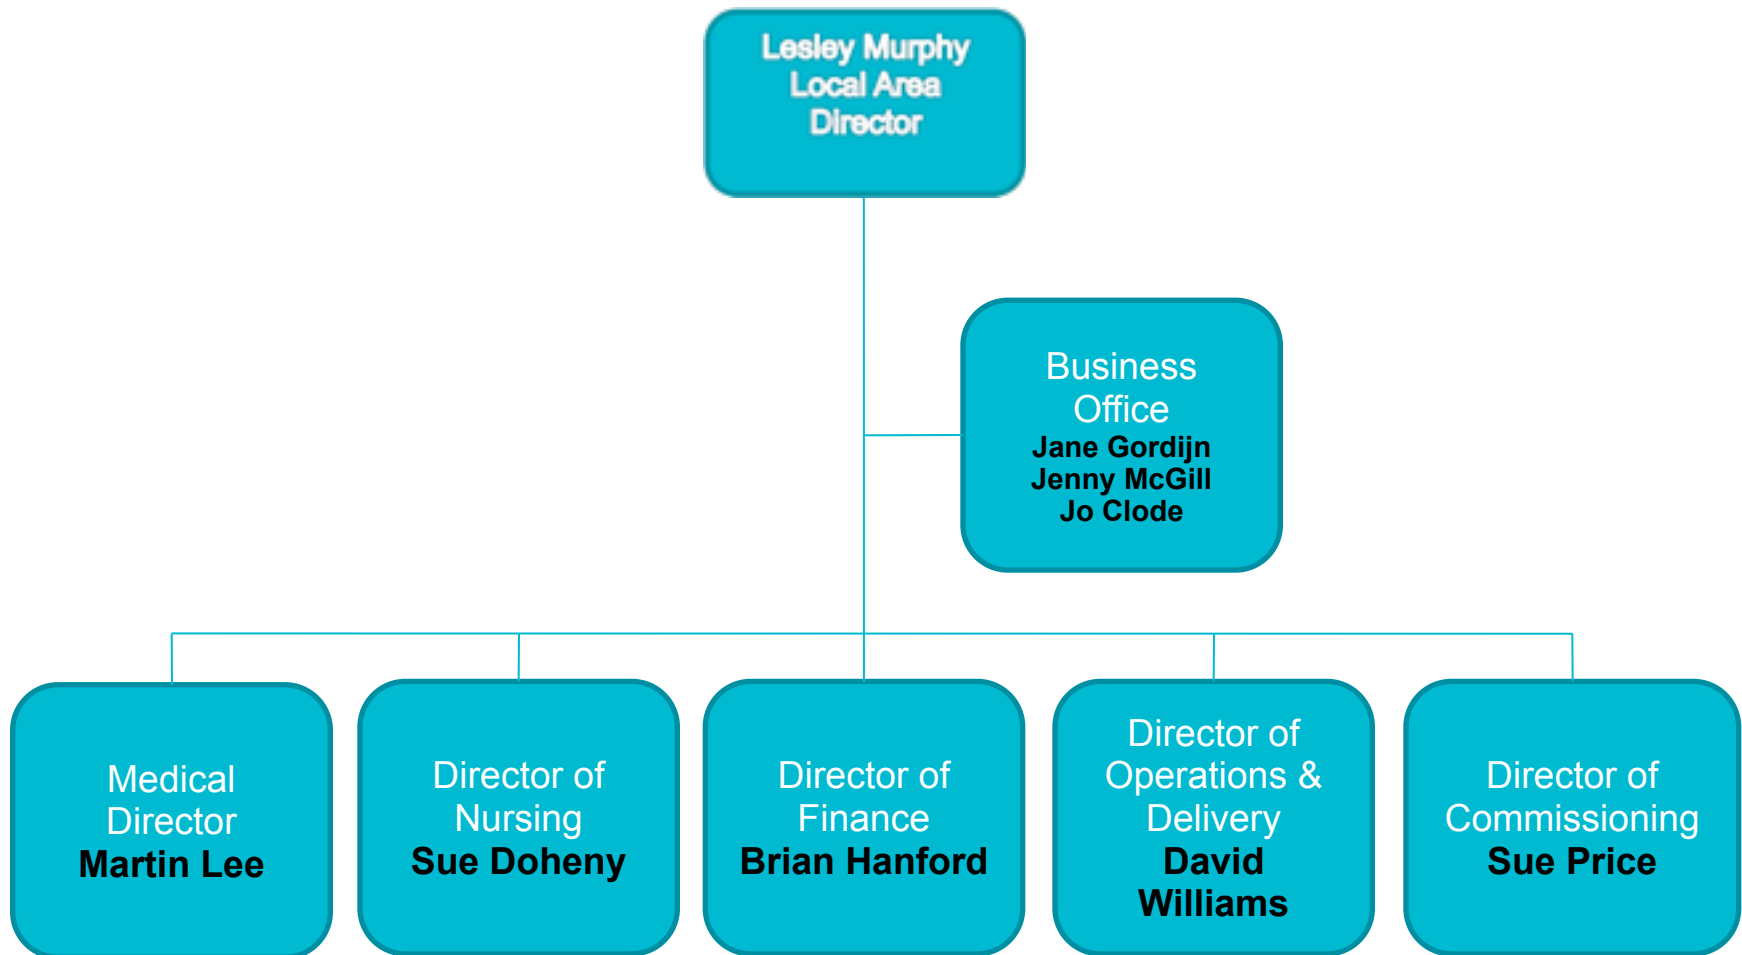 Lesley Murphy
Local Area
Director
Business
Office
Jane Gordijn
Jenny McGill
Jo Clode
Medical
Director
Martin Lee
Director of
Nursing
Sue Doheny
Director of
Finance
Brian Hanford
Director of
Operations &
Delivery
David
Williams
Director of
Commissioning
Sue Price